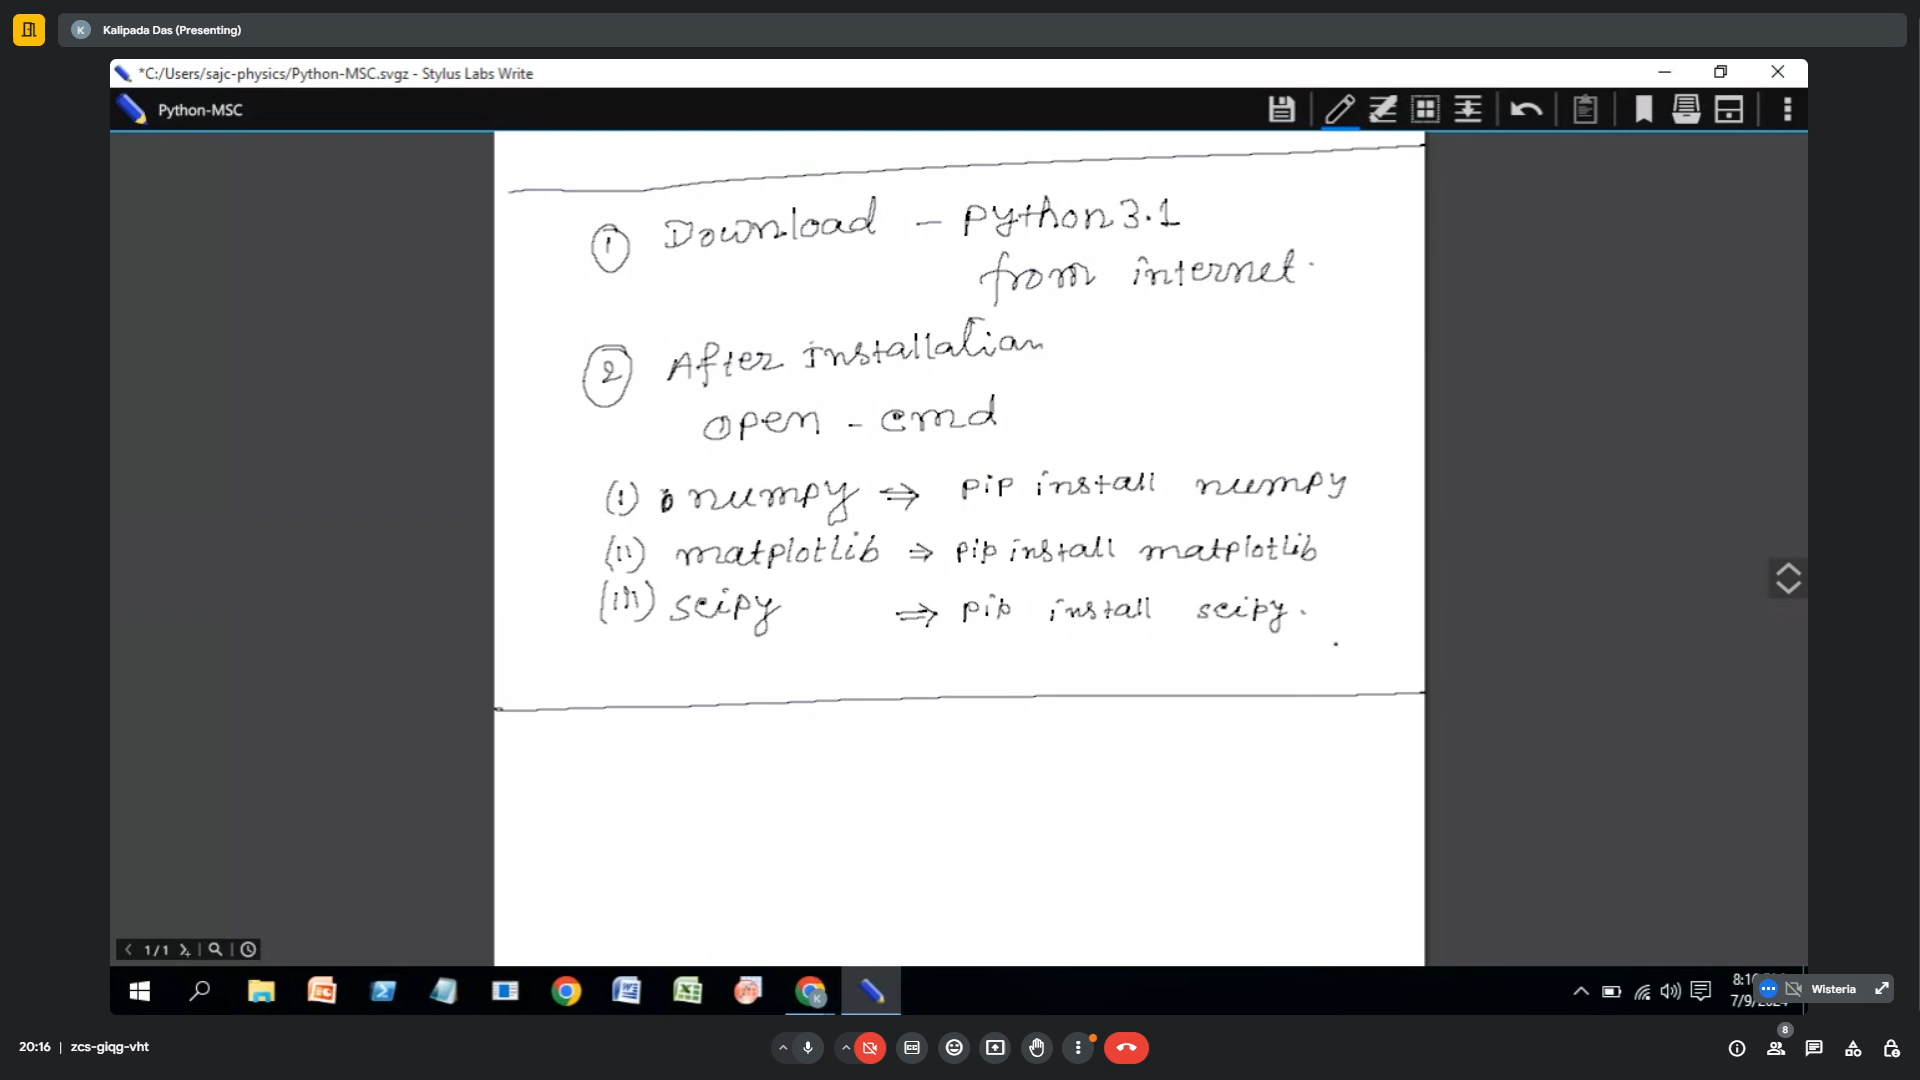 Kalipada Das (Presenting)
*C:/Users/sajc-physics/Python-MSC.svgz - Stylus Labs Write
Python-MSC
① Download - Python3.1
from internet.
② After installation
open - cmd
(i) numpy ⇒ pip install numpy
(ii) matplotlib ⇒ pip install matplotlib
(iii) scipy ⇒ pip install scipy.
1/1
Wisteria
20:16 | zcs-giqg-vht
8